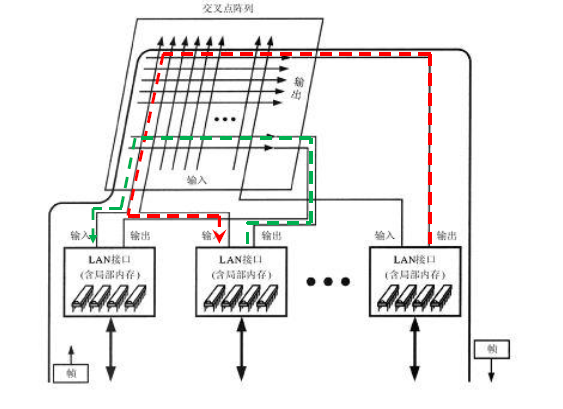 交叉点阵列
输出
输入
输入 输出 输入 输出 输入 输出
LAN接口
(含局部内存)
LAN接口
(含局部内存)
LAN接口
(含局部内存)
帧
帧